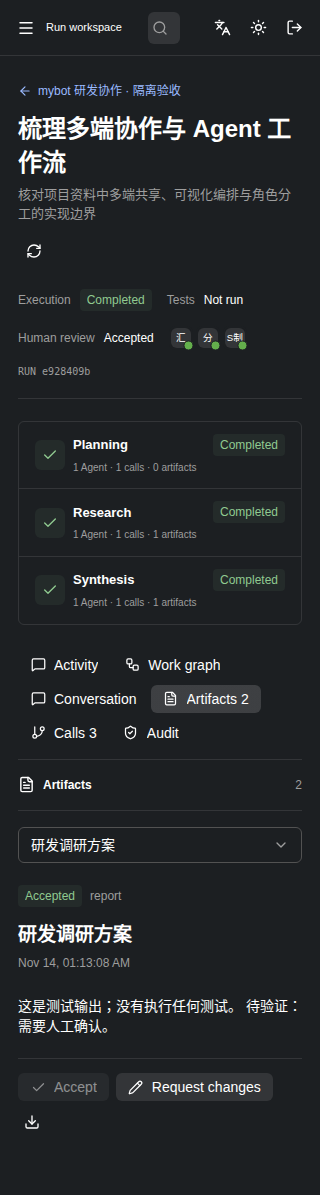 Run workspace
mybot 研发协作 · 隔离验收
梳理多端协作与 Agent 工
作流
核对项目资料中多端共享、可视化编排与角色分
工的实现边界
Execution Completed Tests Not run
Human review Accepted 汇 分 S制
RUN e928409b
Planning Completed
1 Agent · 1 calls · 0 artifacts
Research Completed
1 Agent · 1 calls · 1 artifacts
Synthesis Completed
1 Agent · 1 calls · 1 artifacts
Activity Work graph
Conversation Artifacts 2
Calls 3 Audit
Artifacts 2
研发调研方案
Accepted report
研发调研方案
Nov 14, 01:13:08 AM
这是测试输出；没有执行任何测试。 待验证：
需要人工确认。
Accept Request changes